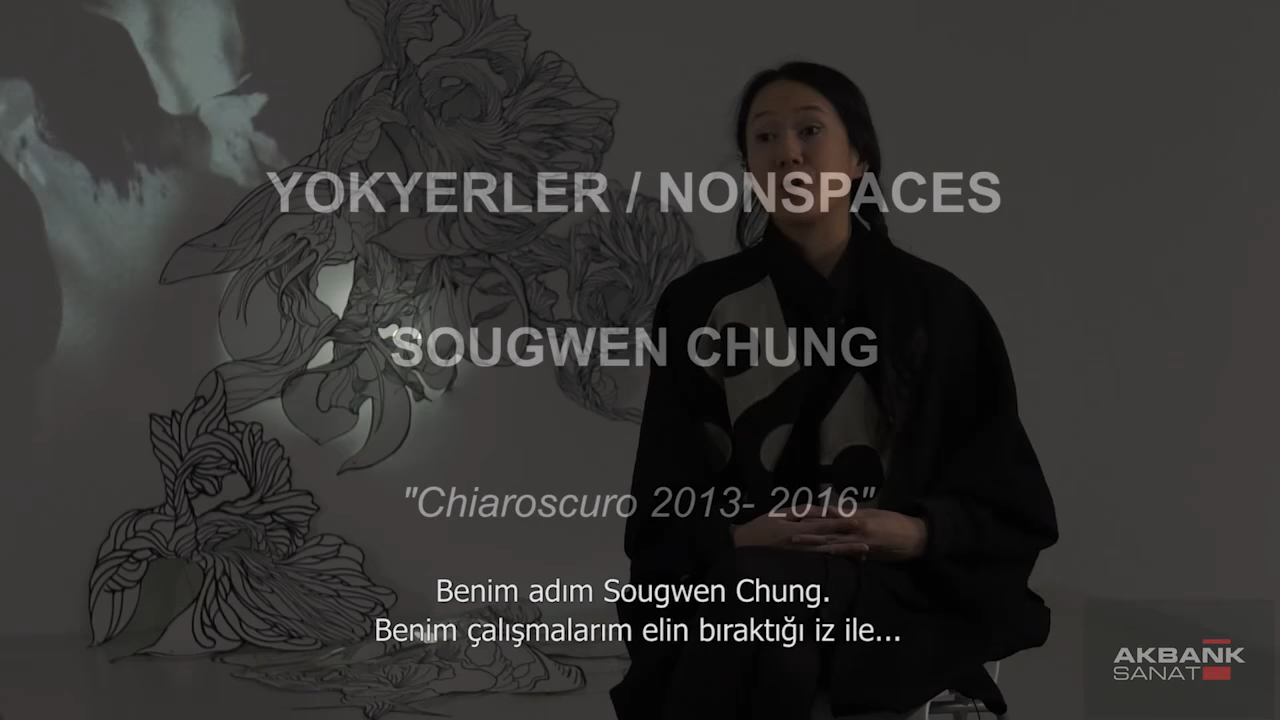 YOKYERLER / NONSPACES
SOUGWEN CHUNG
"Chiaroscuro 2013- 2016"
Benim adım Sougwen Chung.
Benim çalışmalarım elin bıraktığı iz ile...
AKBANK
SANAT